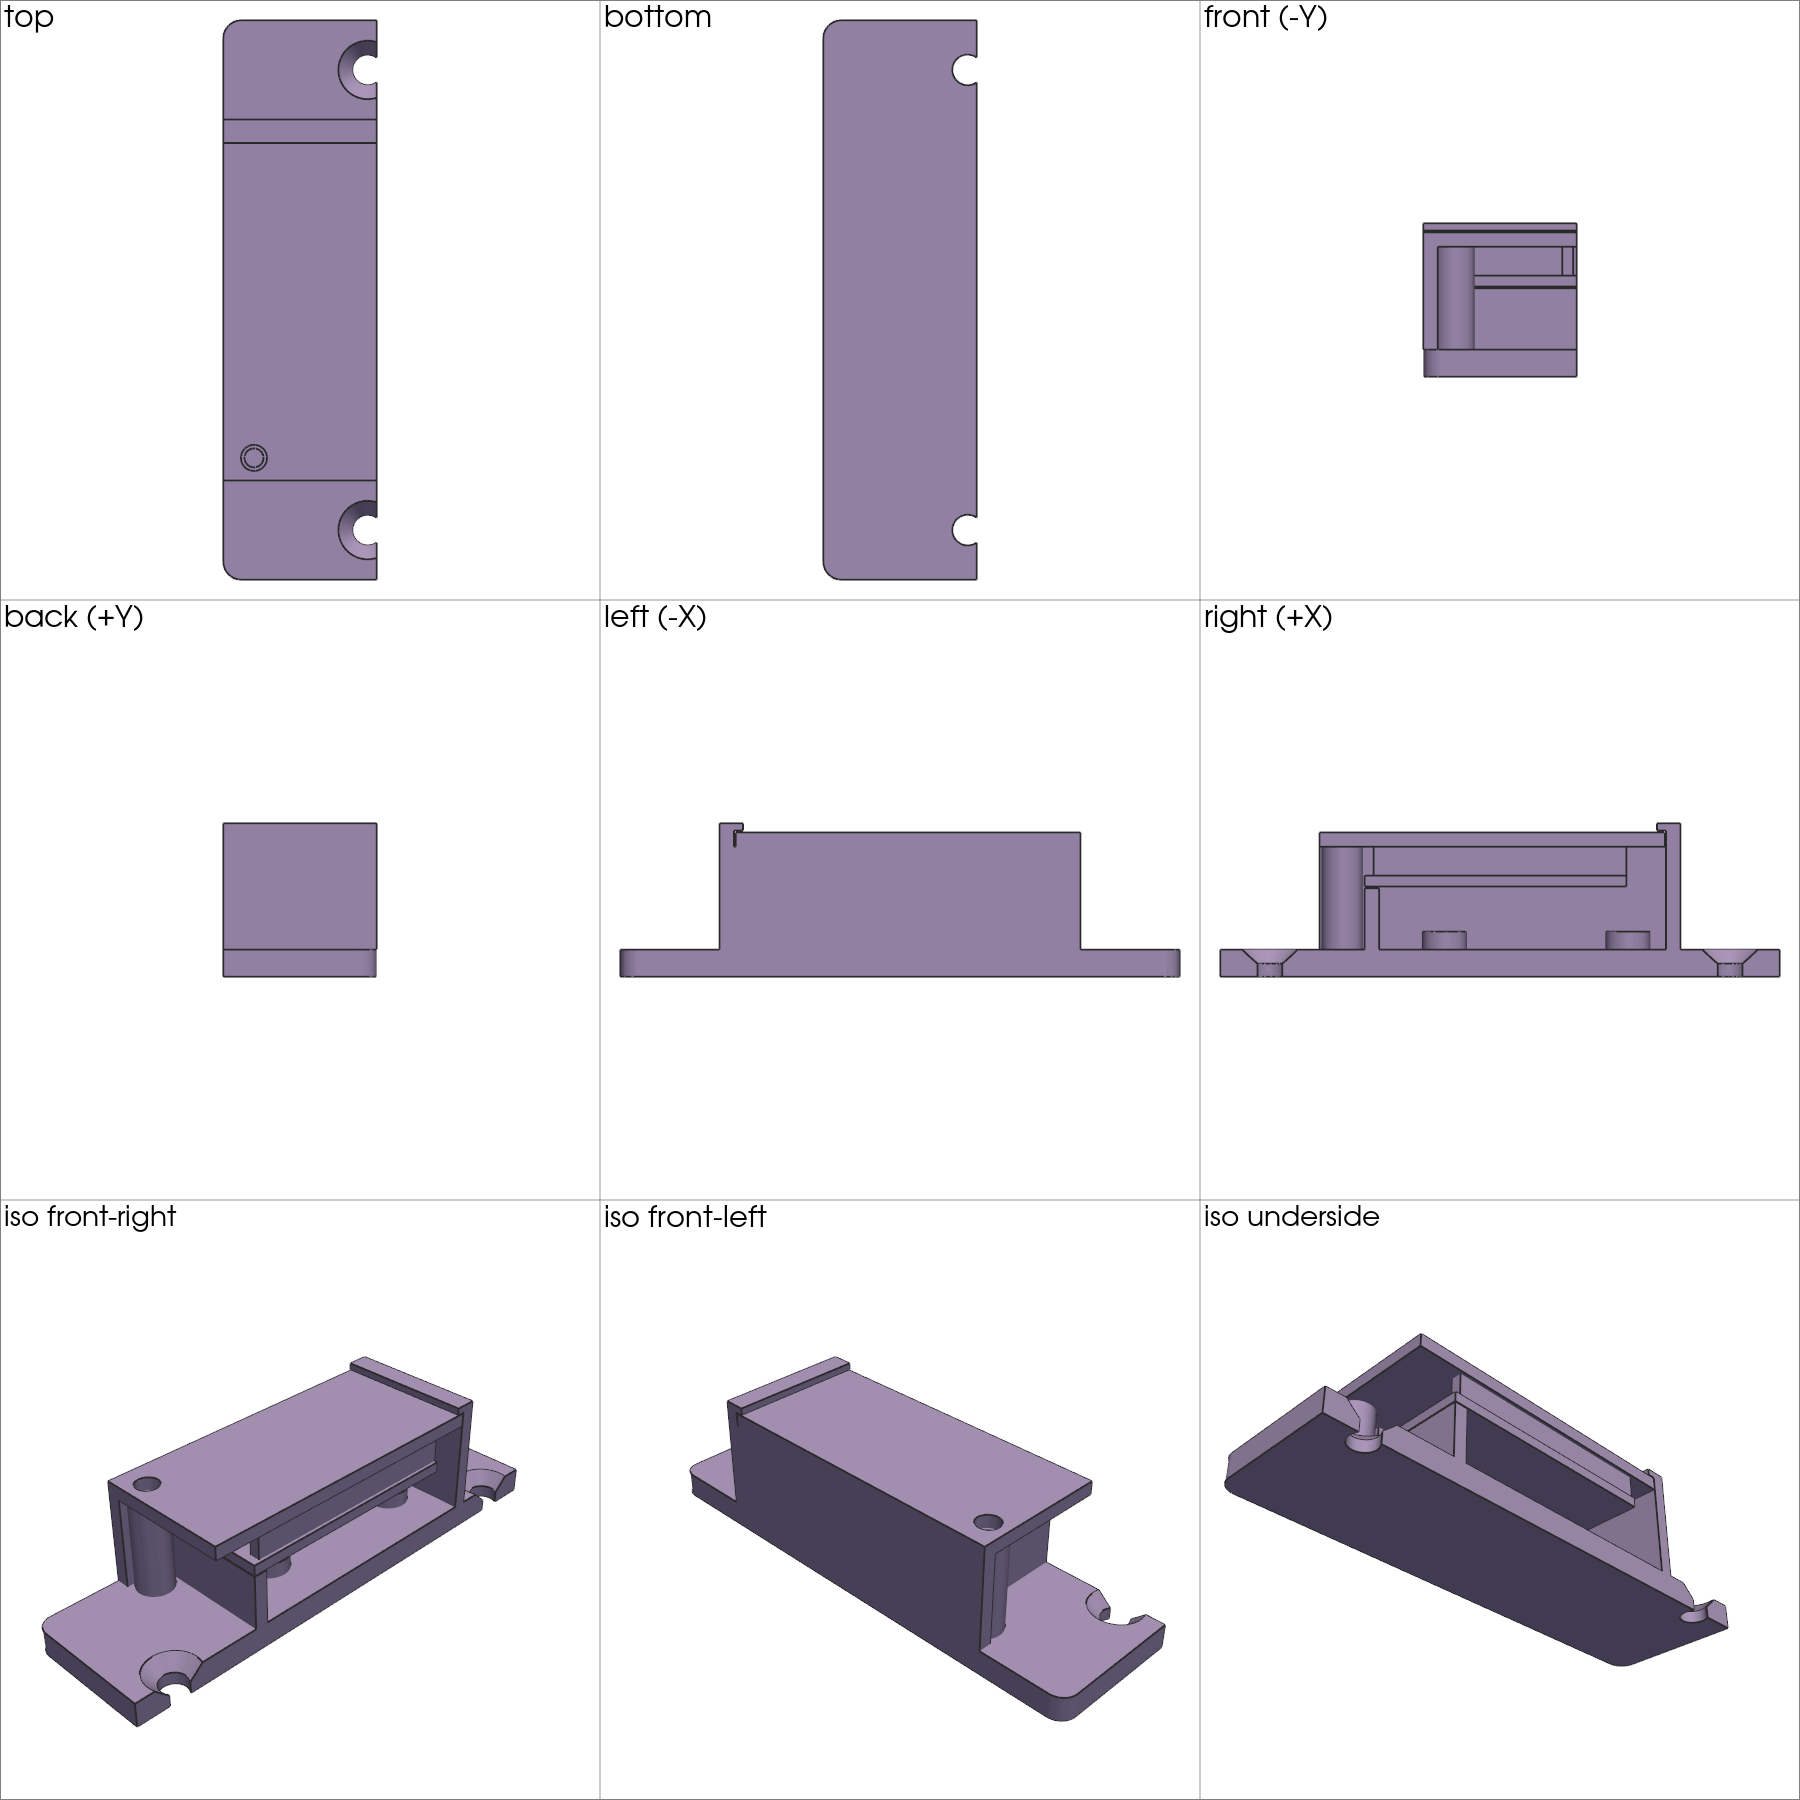 top
bottom
front (-Y)
back (+Y)
left (-X)
right (+X)
iso front-right
iso front-left
iso underside